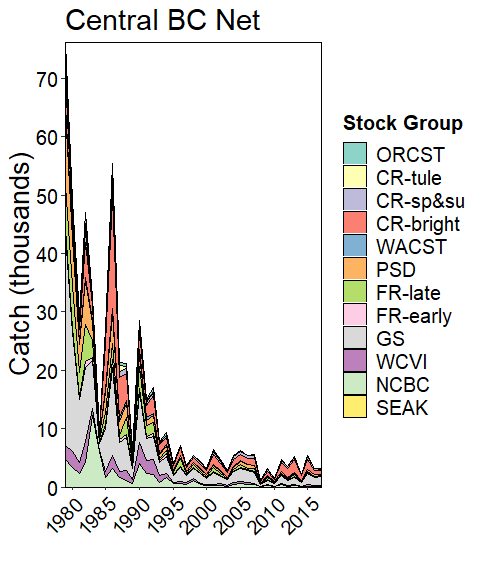 Central BC Net
Catch (thousands)
70
60
50
40
30
20
10
0
1980
1985
1990
1995
2000
2005
2010
2015
Stock Group
ORCST
CR-tule
CR-sp&su
CR-bright
WACST
PSD
FR-late
FR-early
GS
WCVI
NCBC
SEAK